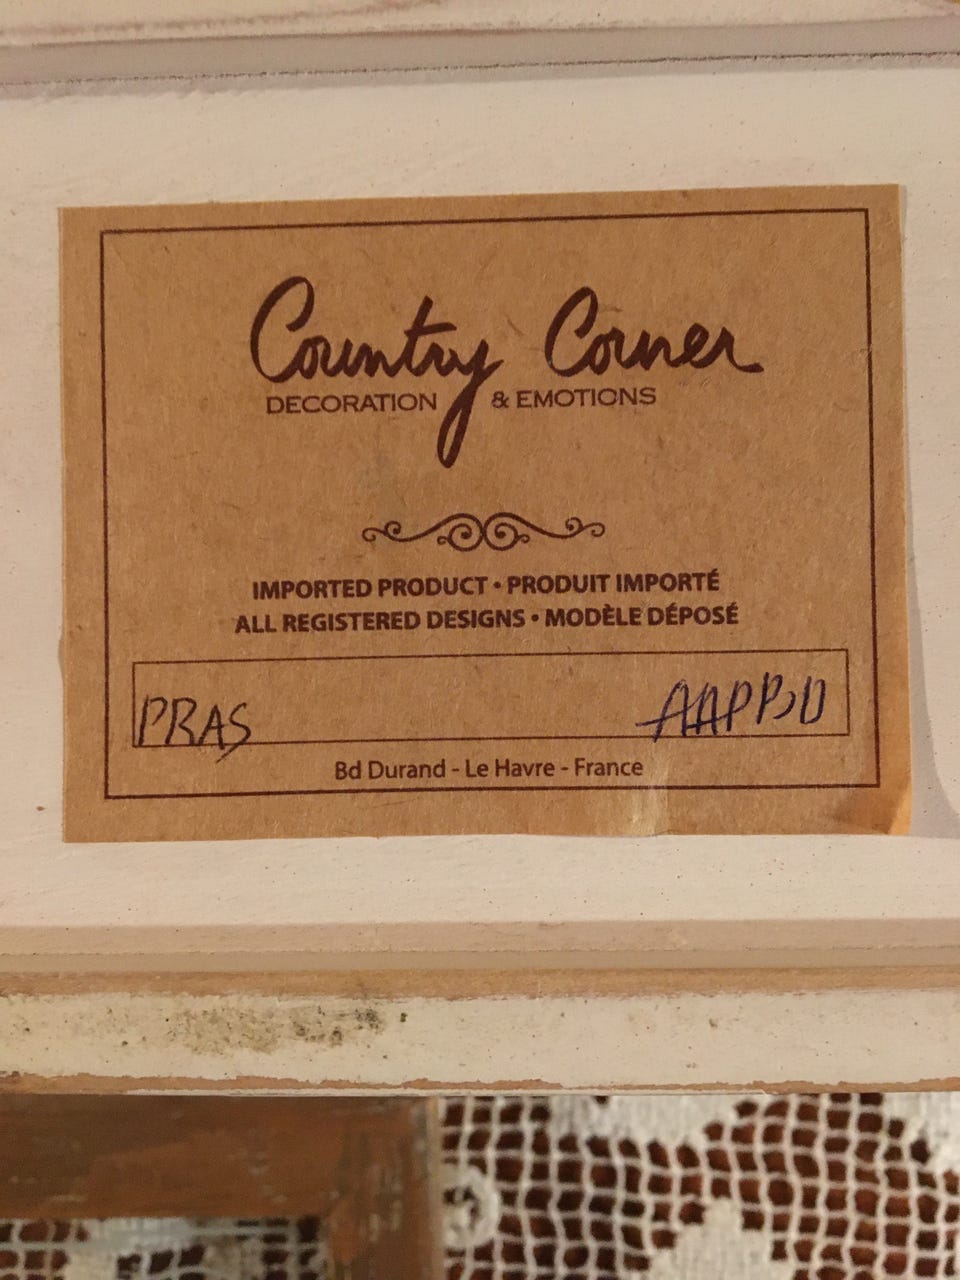 Country Corner
DECORATION & EMOTIONS
IMPORTED PRODUCT • PRODUIT IMPORTÉ
ALL REGISTERED DESIGNS • MODÈLE DÉPOSÉ
PRAS
Bd Durand - Le Havre - France